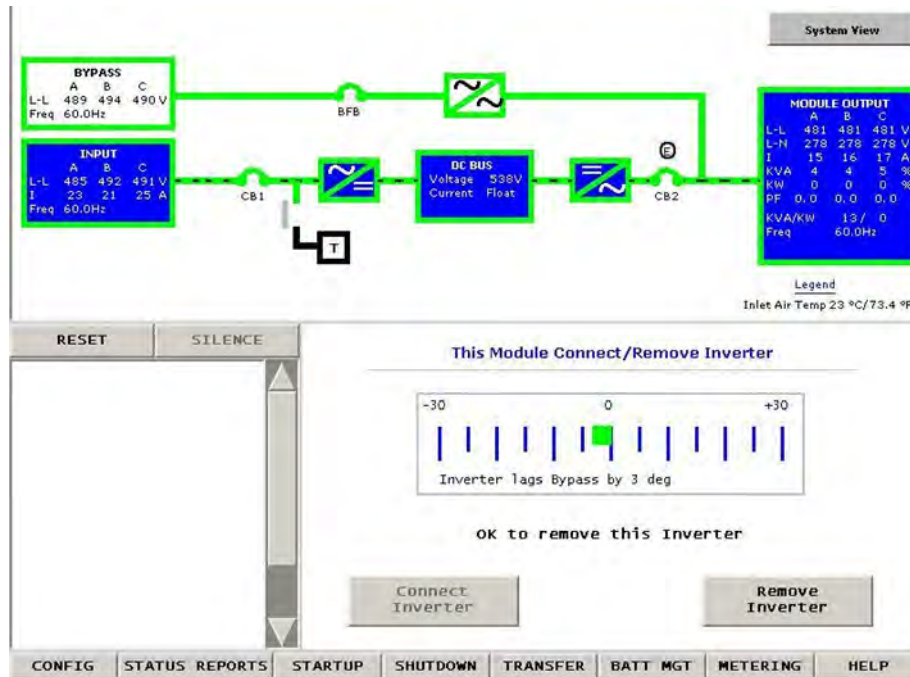 System View
BYPASS
A B C
L-L 489 494 490 V
Freq 60.0Hz
BFB
INPUT
A B C
L-L 485 492 491 V
I 23 21 25 A
Freq 60.0Hz
CB1
T
DC BUS
Voltage 538V
Current Float
E
CB2
MODULE OUTPUT
A B C
L-L 481 481 481 V
L-N 278 278 278 V
I 15 16 17 A
KVA 4 4 5 %
KW 0 0 0 %
PF 0.0 0.0 0.0
KVA/KW 13/ 0
Freq 60.0Hz
Legend
Inlet Air Temp 23 ºC/73.4 ºF
RESET SILENCE
This Module Connect/Remove Inverter
-30 0 +30
Inverter lags Bypass by 3 deg
OK to remove this Inverter
Connect
Inverter
Remove
Inverter
CONFIG STATUS REPORTS STARTUP SHUTDOWN TRANSFER BATT MGT METERING HELP